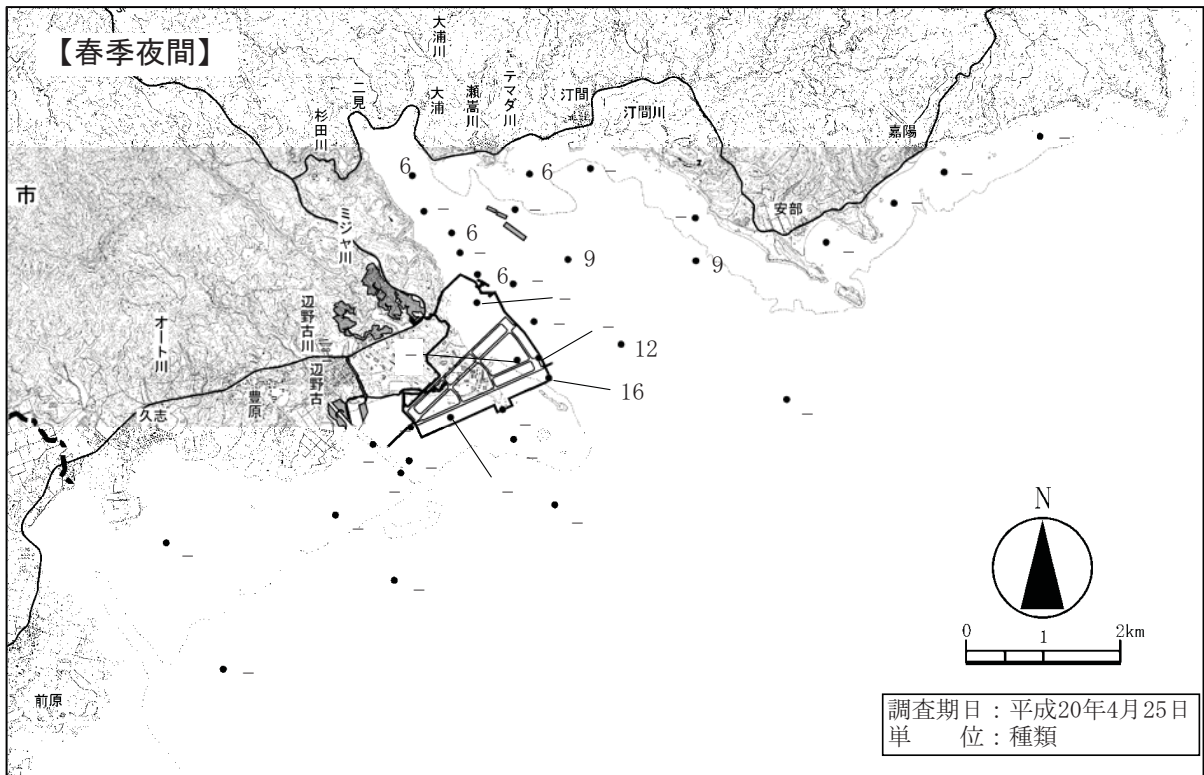 【春季夜間】
大浦川
二見
大浦
瀬嵩川
テマダ川
汀間
汀間川
杉田川
嘉陽
市
6
6
–
–
–
–
–
–
–
安部
–
ミジャ川
6
–
9
9
6
–
–
–
–
12
–
16
–
辺野古川
辺野古
オート川
豊原
久志
–
–
–
–
–
–
–
–
–
–
–
前原
N
0 1 2km
調査期日：平成20年4月25日
単　　位：種類